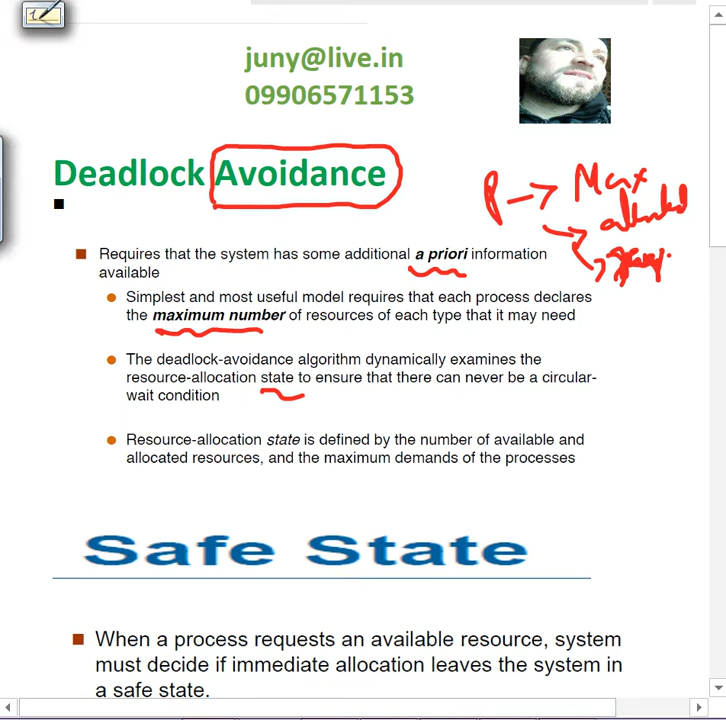 juny@live.in
09906571153
Deadlock Avoidance
P → Max
allocated
Requires that the system has some additional a priori information
available
Simplest and most useful model requires that each process declares
the maximum number of resources of each type that it may need
The deadlock-avoidance algorithm dynamically examines the
resource-allocation state to ensure that there can never be a circular-
wait condition
Resource-allocation state is defined by the number of available and
allocated resources, and the maximum demands of the processes
Safe State
When a process requests an available resource, system
must decide if immediate allocation leaves the system in
a safe state.